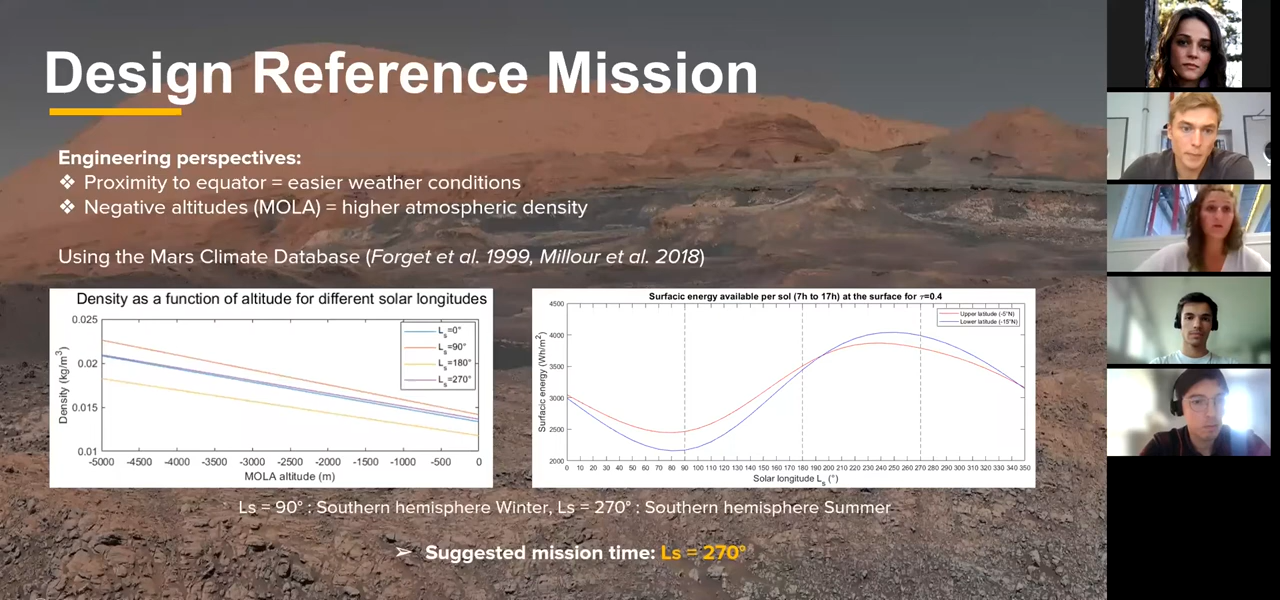 Design Reference Mission
Engineering perspectives:
❖ Proximity to equator = easier weather conditions
❖ Negative altitudes (MOLA) = higher atmospheric density
Using the Mars Climate Database (Forget et al. 1999, Millour et al. 2018)
Density as a function of altitude for different solar longitudes
0.025
0.02
0.015
0.01
Density (kg/m³)
Lₛ=0°
Lₛ=90°
Lₛ=180°
Lₛ=270°
-5000 -4500 -4000 -3500 -3000 -2500 -2000 -1500 -1000 -500 0
MOLA altitude (m)
Surfacic energy available per sol (7h to 17h) at the surface for τ=0.4
4500
4000
3500
3000
2500
2000
Surfacic energy (Wh/m²)
Upper latitude (-5°N)
Lower latitude (-15°N)
0 10 20 30 40 50 60 70 80 90 100 110 120 130 140 150 160 170 180 190 200 210 220 230 240 250 260 270 280 290 300 310 320 330 340 350
Solar longitude Lₛ (°)
Ls = 90° : Southern hemisphere Winter, Ls = 270° : Southern hemisphere Summer
➢ Suggested mission time: Ls = 270°